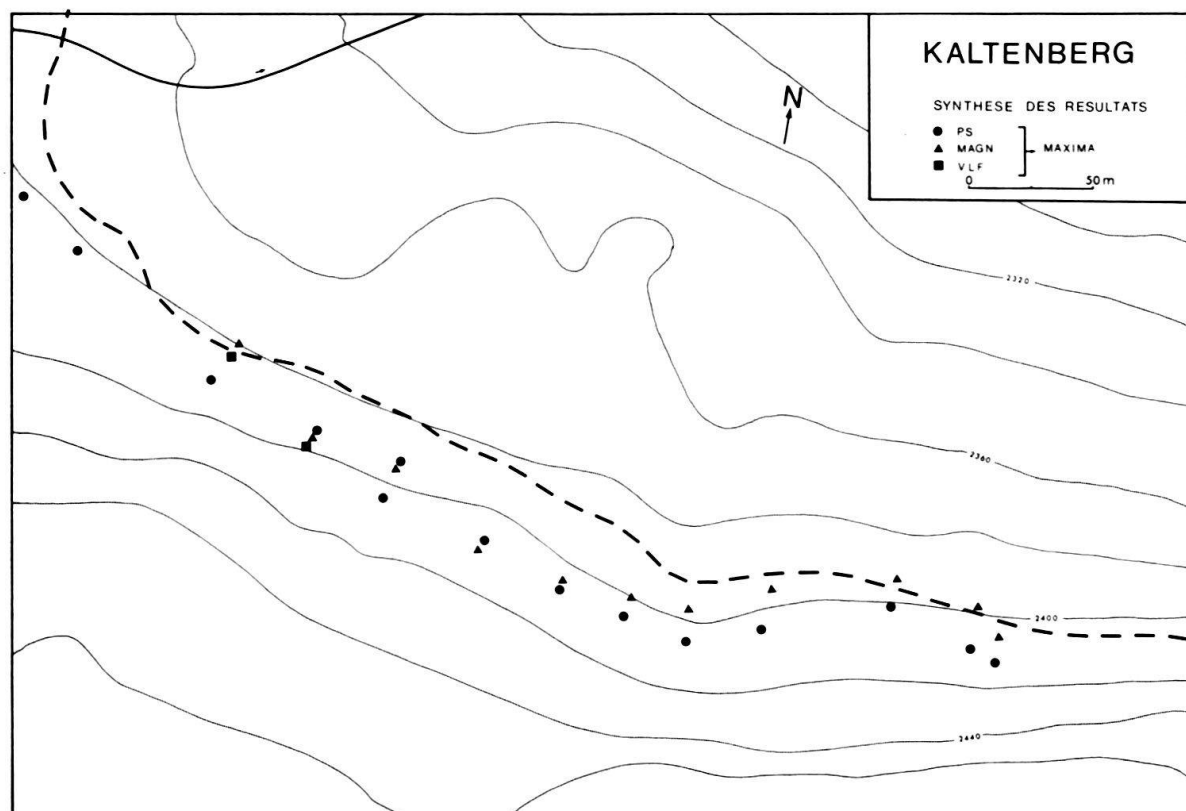 KALTENBERG
SYNTHESE DES RESULTATS
PS
MAGN
VLF
MAXIMA
0 50 m
N
2320
2360
2400
2440